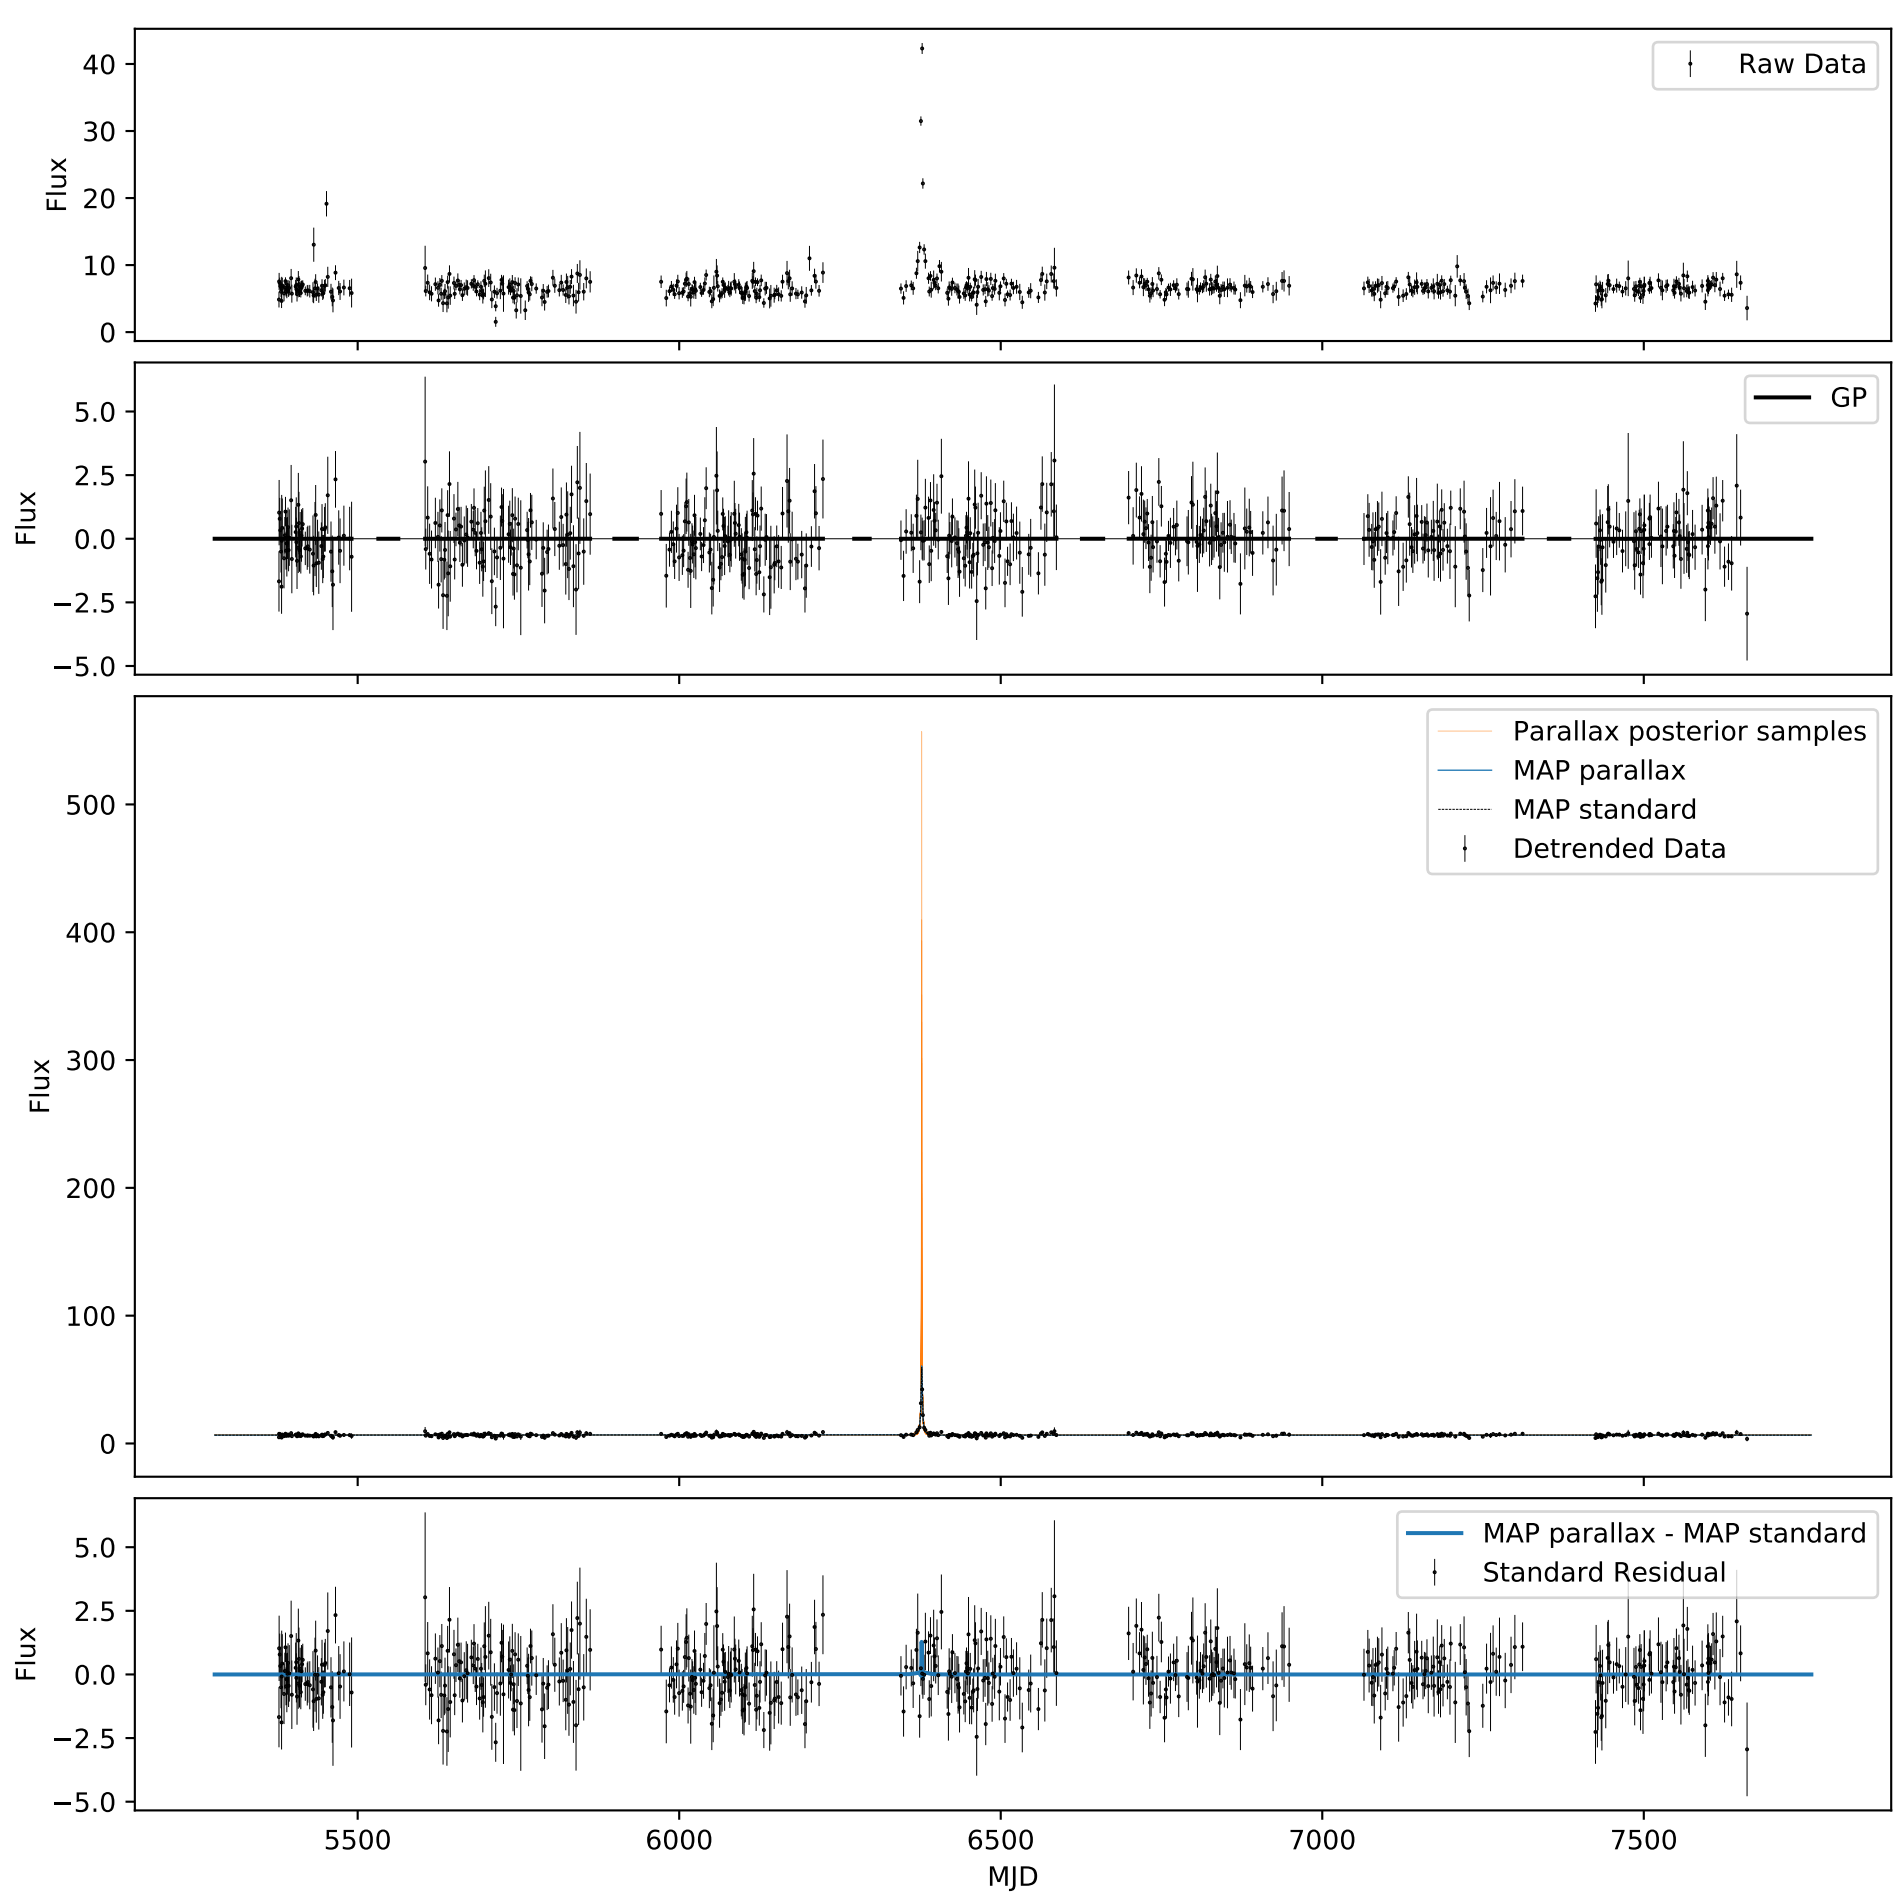 40
30
20
10
0
Flux
Raw Data
5.0
2.5
0.0
−2.5
−5.0
Flux
GP
500
400
300
200
100
0
Flux
Parallax posterior samples
MAP parallax
MAP standard
Detrended Data
5.0
2.5
0.0
−2.5
−5.0
Flux
MAP parallax - MAP standard
Standard Residual
5500 6000 6500 7000 7500
MJD